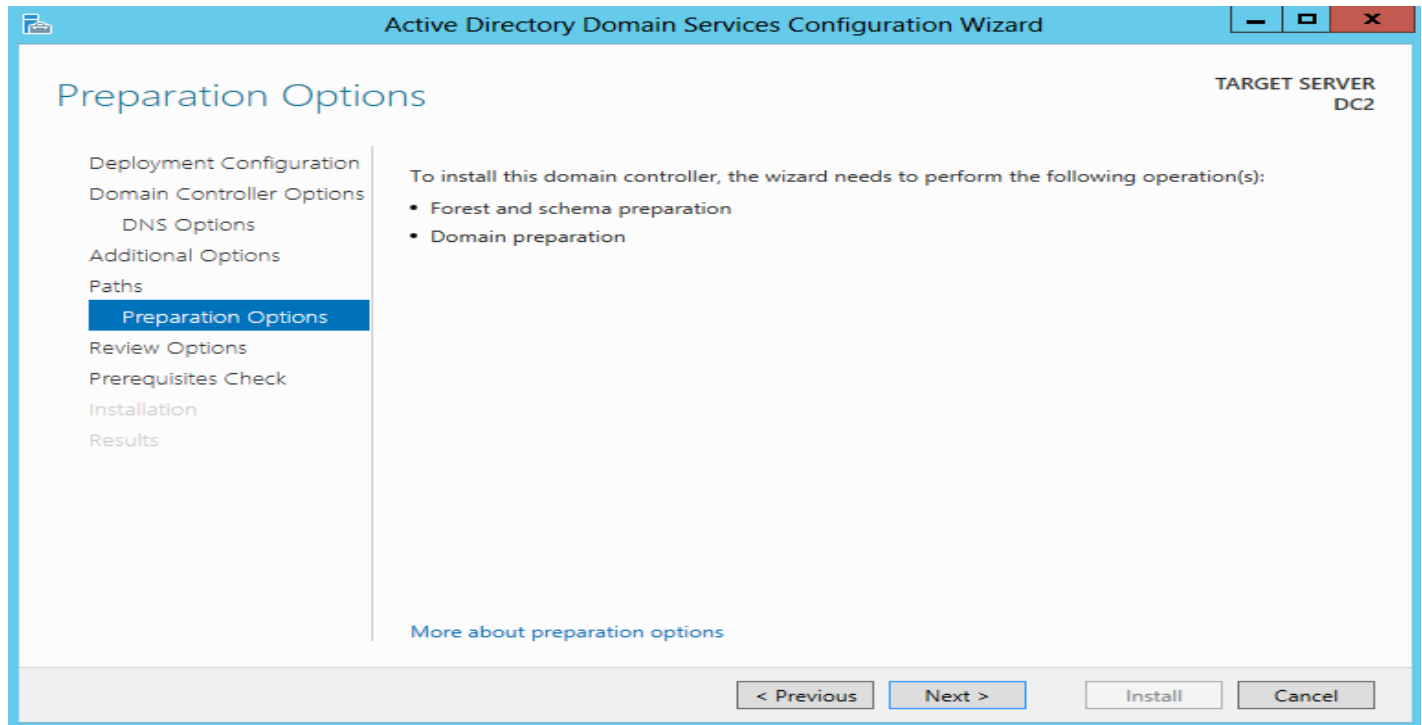 Active Directory Domain Services Configuration Wizard
Preparation Options
TARGET SERVER
DC2
Deployment Configuration
Domain Controller Options
DNS Options
Additional Options
Paths
Preparation Options
Review Options
Prerequisites Check
Installation
Results
To install this domain controller, the wizard needs to perform the following operation(s):
• Forest and schema preparation
• Domain preparation
More about preparation options
< Previous
Next >
Install
Cancel